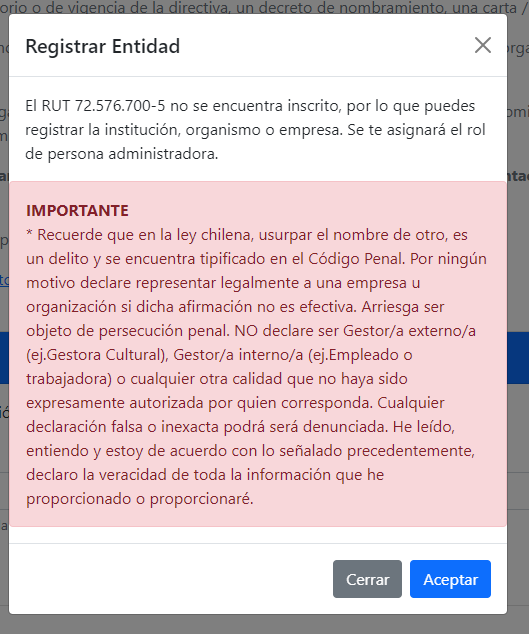 orio o de vigencia de la directiva, un decreto de nombramiento, una carta /
Registrar Entidad
El RUT 72.576.700-5 no se encuentra inscrito, por lo que puedes
registrar la institución, organismo o empresa. Se te asignará el rol
de persona administradora.
IMPORTANTE
* Recuerde que en la ley chilena, usurpar el nombre de otro, es
un delito y se encuentra tipificado en el Código Penal. Por ningún
motivo declare representar legalmente a una empresa u
organización si dicha afirmación no es efectiva. Arriesga ser
objeto de persecución penal. NO declare ser Gestor/a externo/a
(ej.Gestora Cultural), Gestor/a interno/a (ej.Empleado o
trabajadora) o cualquier otra calidad que no haya sido
expresamente autorizada por quien corresponda. Cualquier
declaración falsa o inexacta podrá será denunciada. He leído,
entiendo y estoy de acuerdo con lo señalado precedentemente,
declaro la veracidad de toda la información que he
proporcionado o proporcionaré.
Cerrar Aceptar